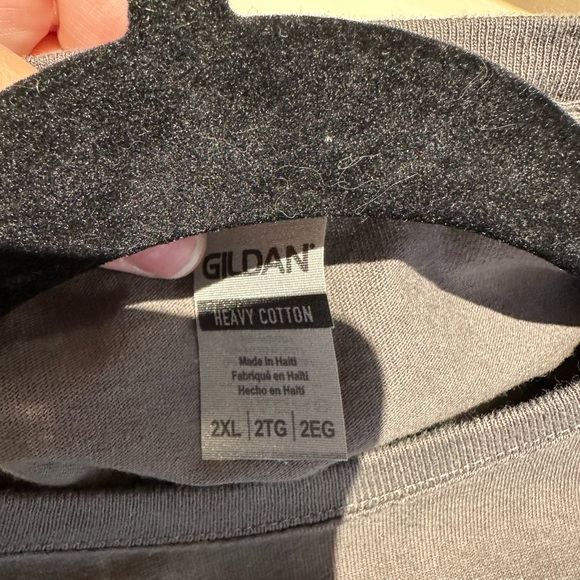 GILDAN®
HEAVY COTTON
Made in Haiti
Fabriqué en Haïti
Hecho en Haití
2XL | 2TG | 2EG